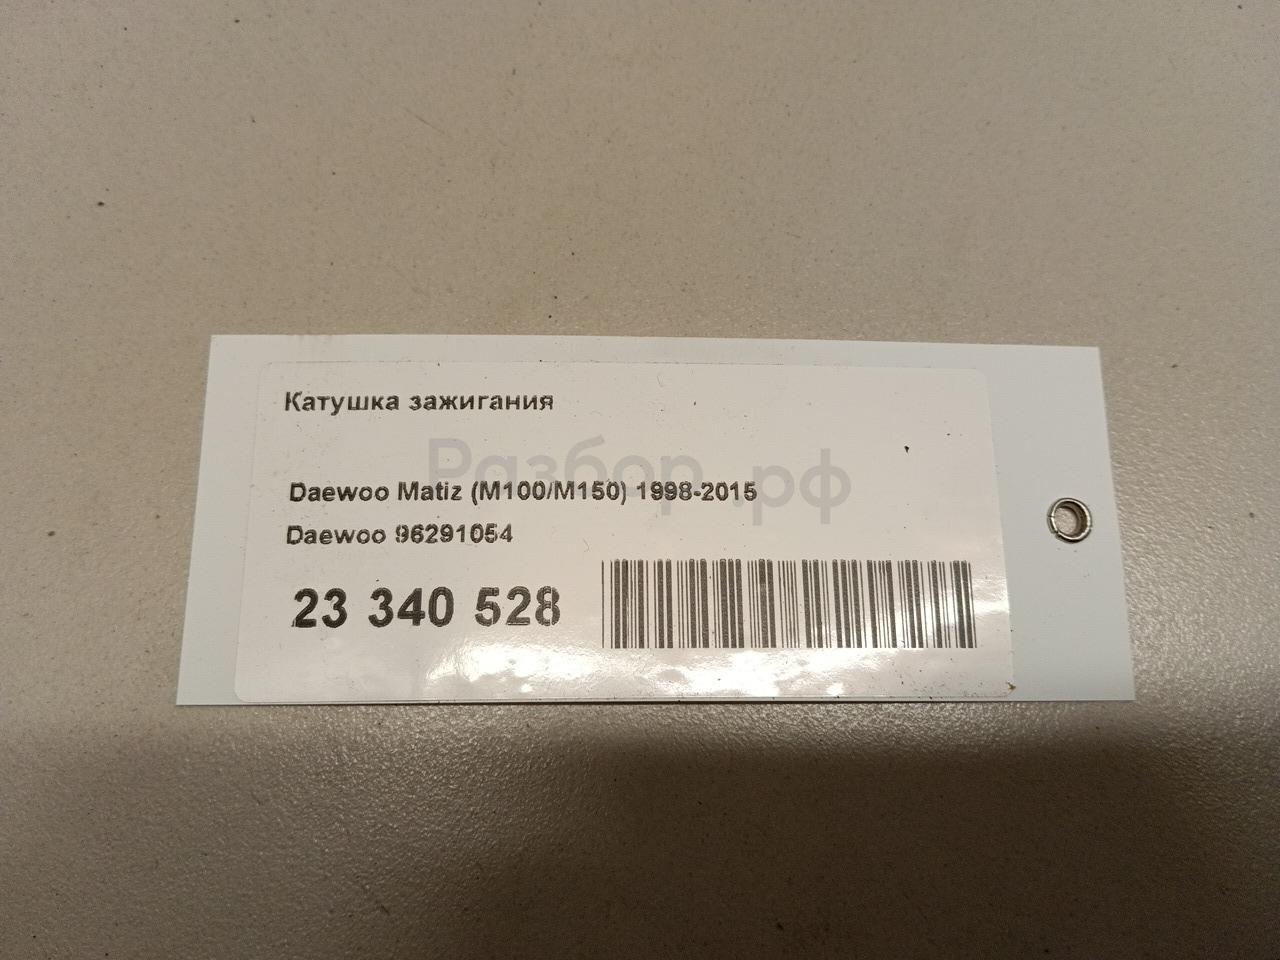 Катушка зажигания
Разбор.рф
Daewoo Matiz (M100/M150) 1998-2015
Daewoo 96291054
23 340 528